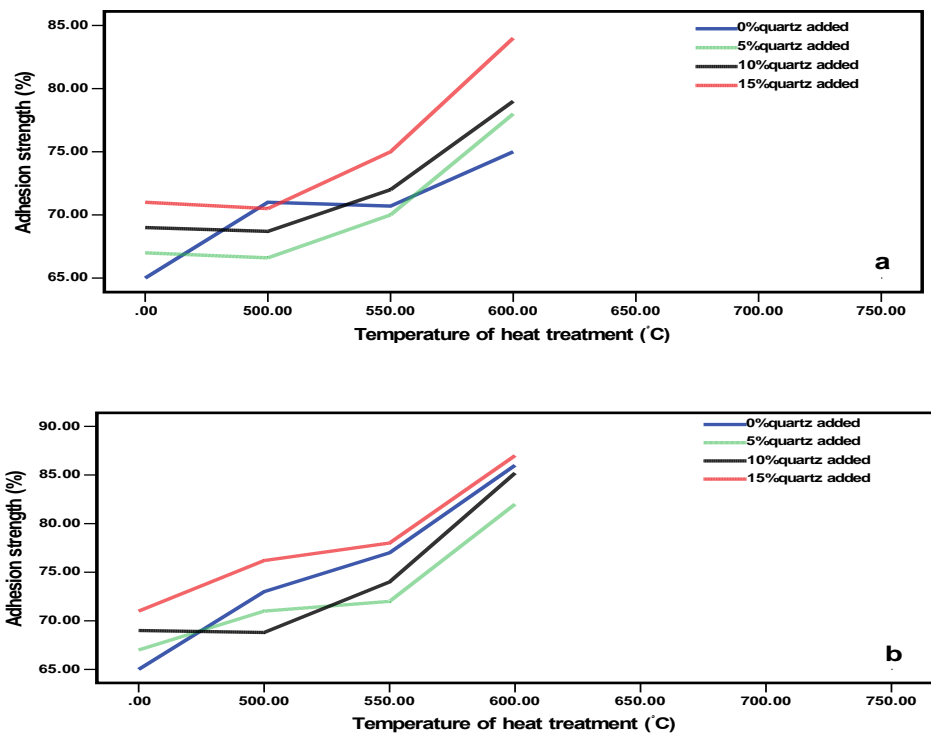 85.00
80.00
75.00
70.00
65.00
Adhesion strength (%)
0%quartz added
5%quartz added
10%quartz added
15%quartz added
a
.00 500.00 550.00 600.00 650.00 700.00 750.00
Temperature of heat treatment (°C)
90.00
85.00
80.00
75.00
70.00
65.00
Adhesion strength (%)
0%quartz added
5%quartz added
10%quartz added
15%quartz added
b
.00 500.00 550.00 600.00 650.00 700.00 750.00
Temperature of heat treatment (°C)